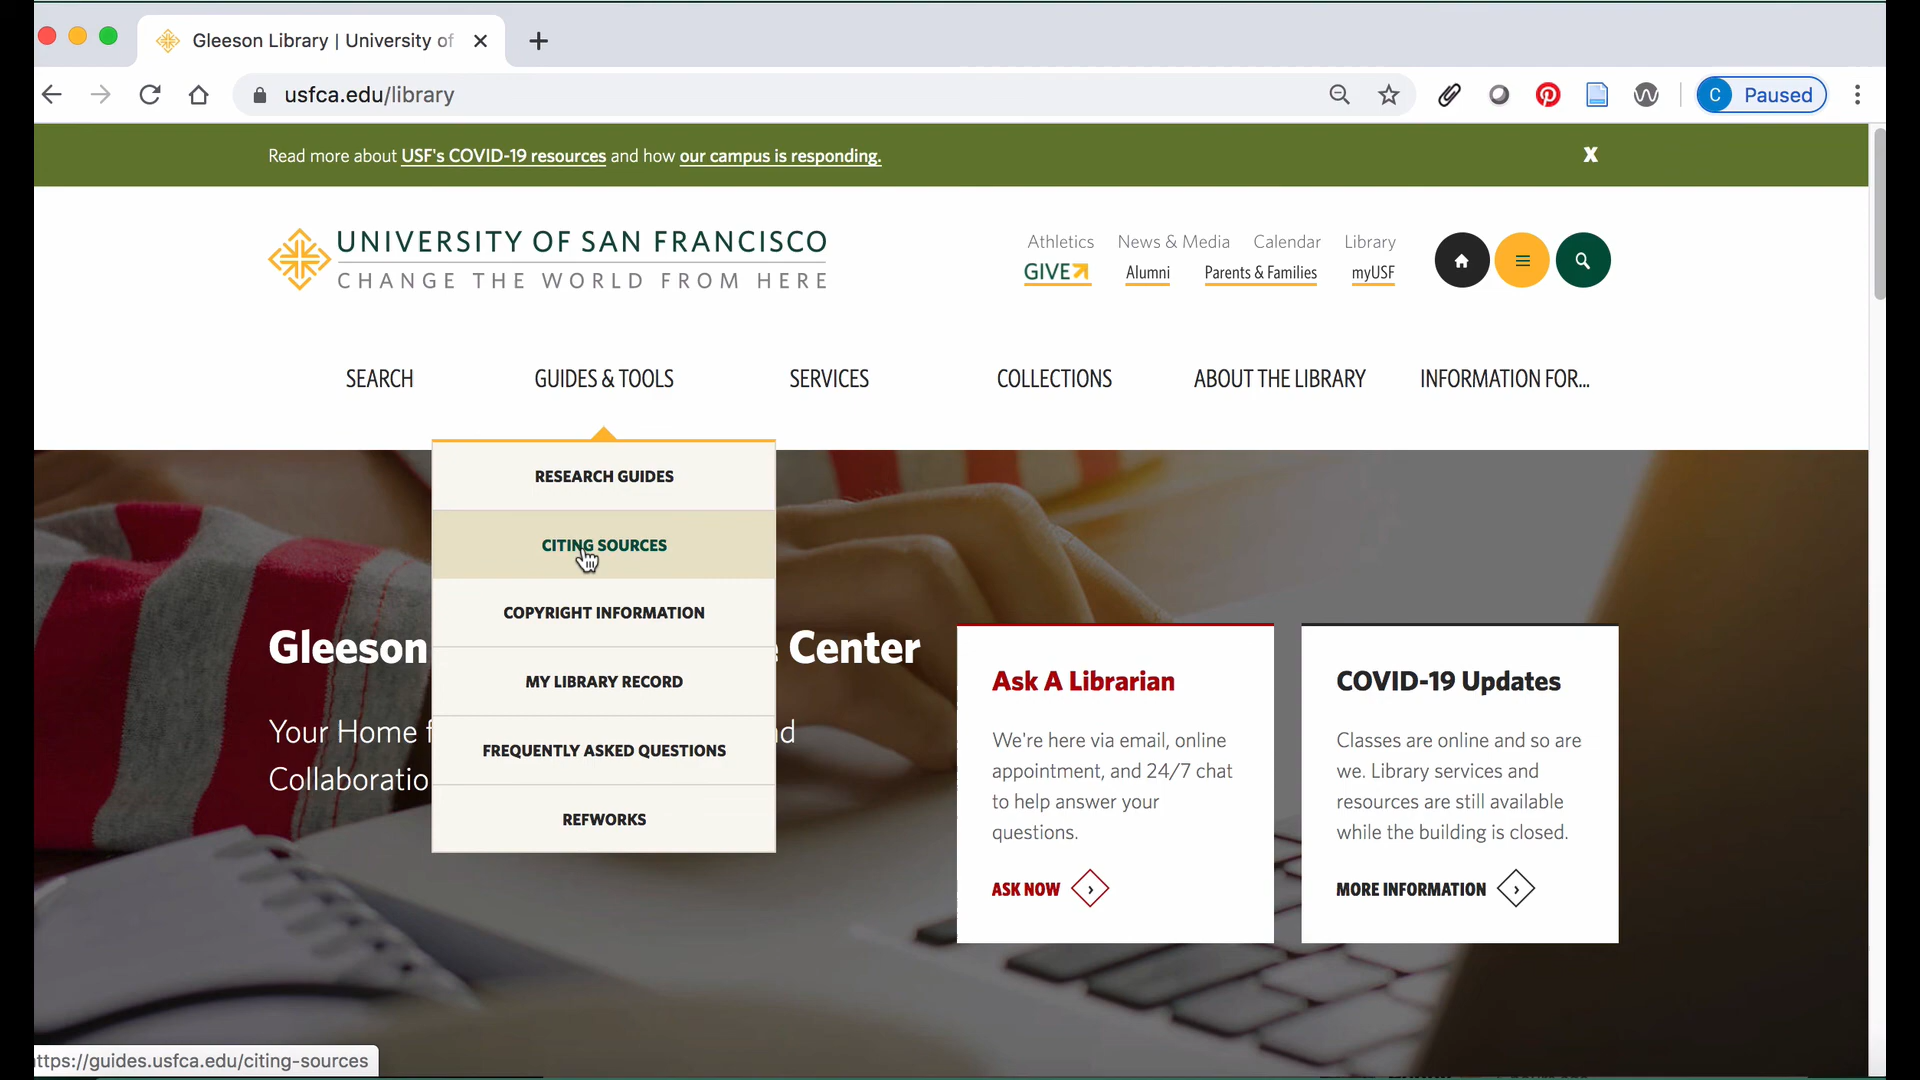 Gleeson Library | University of
usfca.edu/library
C Paused
Read more about USF's COVID-19 resources and how our campus is responding.
X
UNIVERSITY OF SAN FRANCISCO
CHANGE THE WORLD FROM HERE
Athletics News & Media Calendar Library
GIVE Alumni Parents & Families myUSF
SEARCH GUIDES & TOOLS SERVICES COLLECTIONS ABOUT THE LIBRARY INFORMATION FOR...
RESEARCH GUIDES
CITING SOURCES
COPYRIGHT INFORMATION
MY LIBRARY RECORD
FREQUENTLY ASKED QUESTIONS
REFWORKS
Gleeson Center
Your Home
Collaboratio
Ask A Librarian
We're here via email, online
appointment, and 24/7 chat
to help answer your
questions.
ASK NOW
COVID-19 Updates
Classes are online and so are
we. Library services and
resources are still available
while the building is closed.
MORE INFORMATION
ttps://guides.usfca.edu/citing-sources